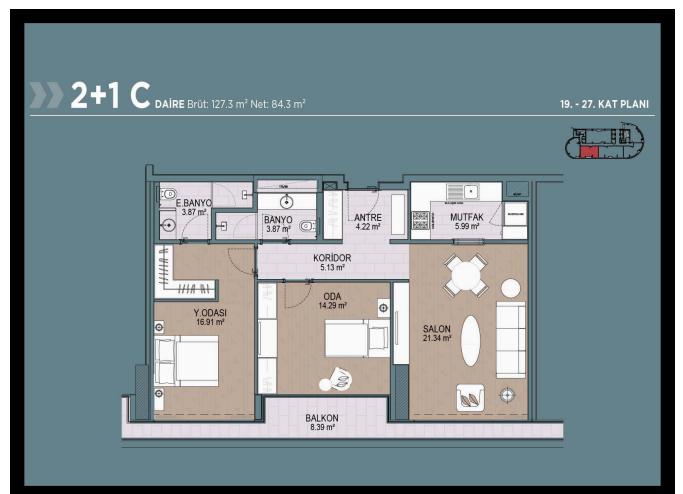 2+1 C DAİRE Brüt: 127.3 m² Net: 84.3 m²
19. - 27. KAT PLANI
E.BANYO
3.87 m²
BANYO
3.87 m²
ANTRE
4.22 m²
MUTFAK
5.99 m²
KORİDOR
5.13 m²
Y.ODASI
16.91 m²
ODA
14.29 m²
SALON
21.34 m²
BALKON
8.39 m²